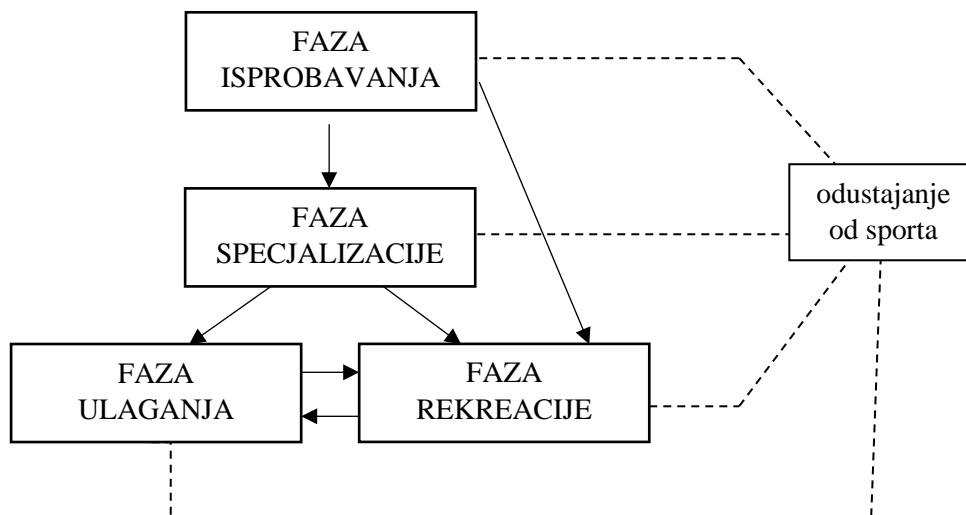 FAZA
ISPROBAVANJA
odustajanje
od sporta
FAZA
SPECJALIZACIJE
FAZA
ULAGANJA
FAZA
REKREACIJE